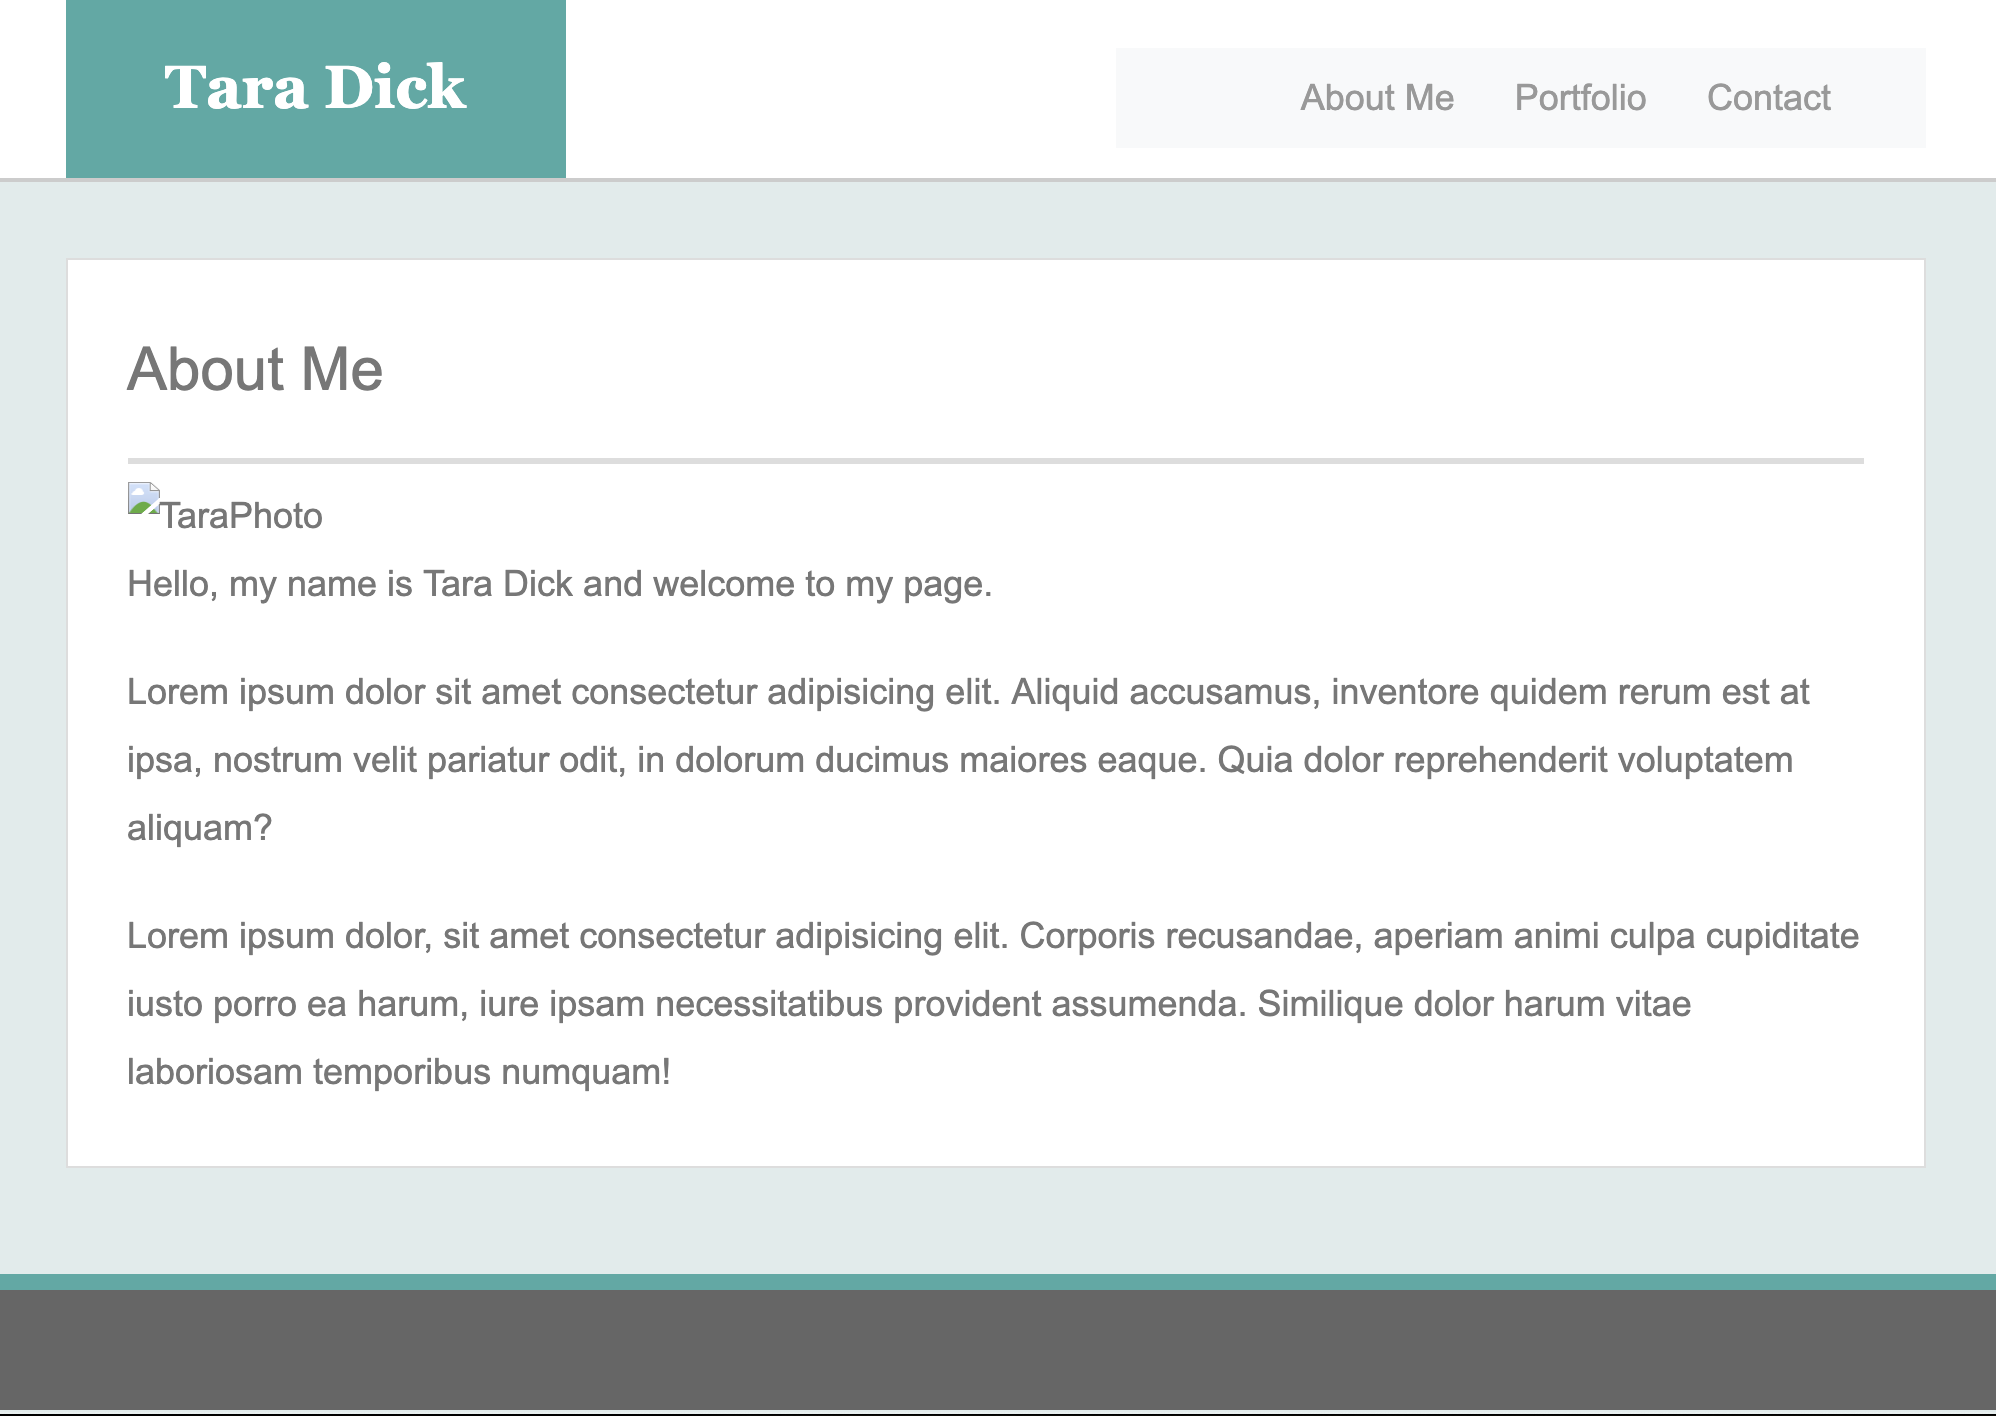 Tara Dick
About Me
Portfolio
Contact
About Me
TaraPhoto
Hello, my name is Tara Dick and welcome to my page.
Lorem ipsum dolor sit amet consectetur adipisicing elit. Aliquid accusamus, inventore quidem rerum est at
ipsa, nostrum velit pariatur odit, in dolorum ducimus maiores eaque. Quia dolor reprehenderit voluptatem
aliquam?
Lorem ipsum dolor, sit amet consectetur adipisicing elit. Corporis recusandae, aperiam animi culpa cupiditate
iusto porro ea harum, iure ipsam necessitatibus provident assumenda. Similique dolor harum vitae
laboriosam temporibus numquam!